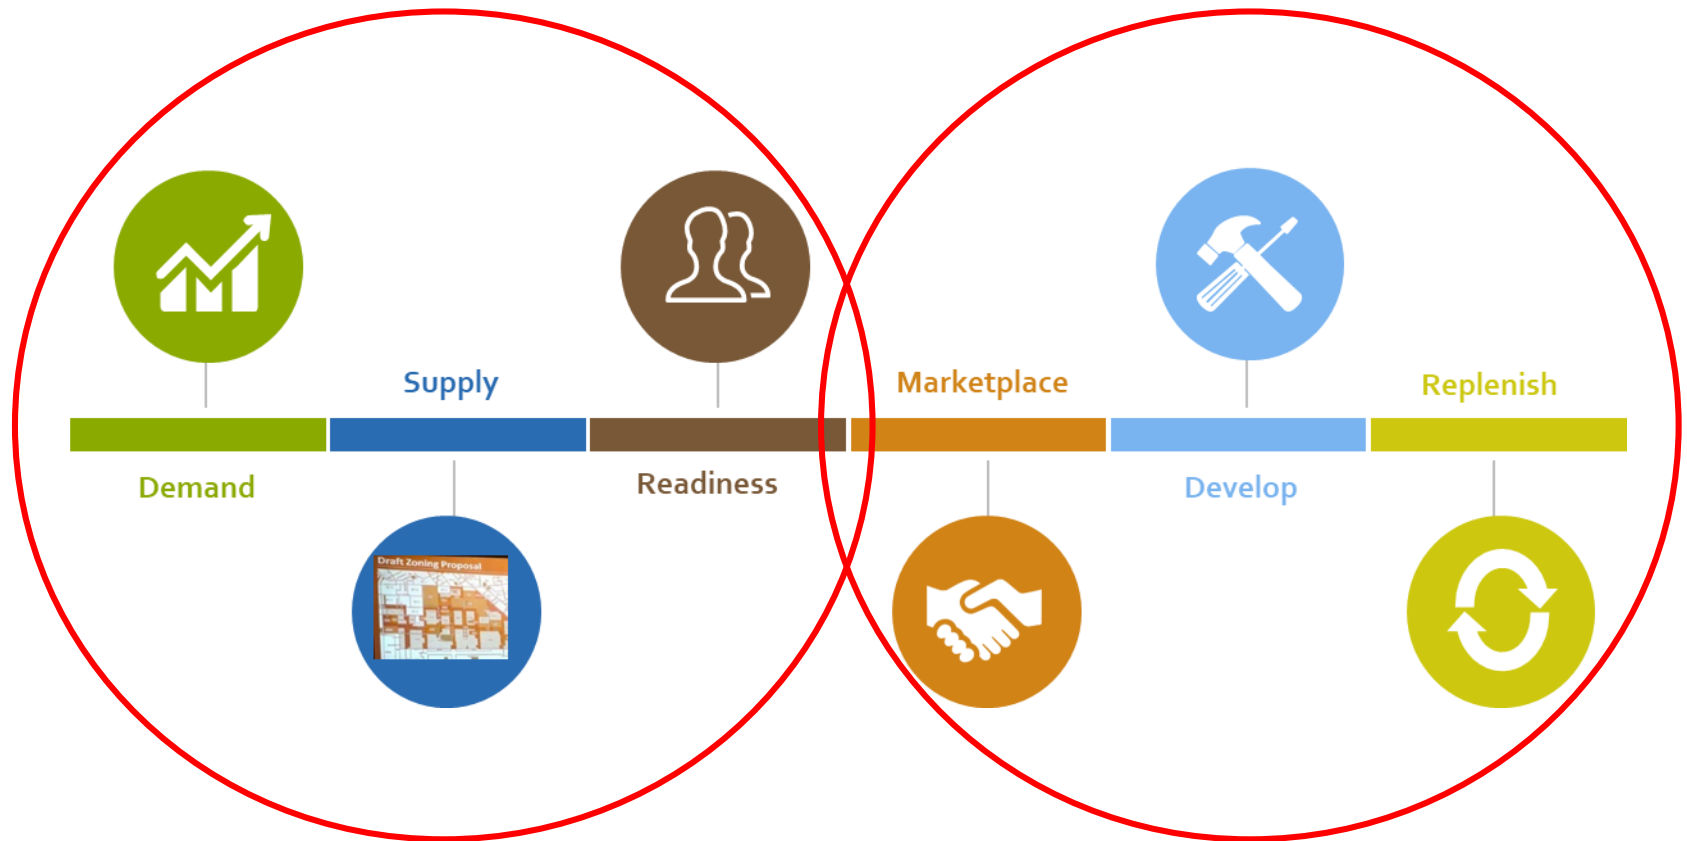 Supply
Marketplace
Replenish
Demand
Readiness
Develop
Draft Zoning Proposal